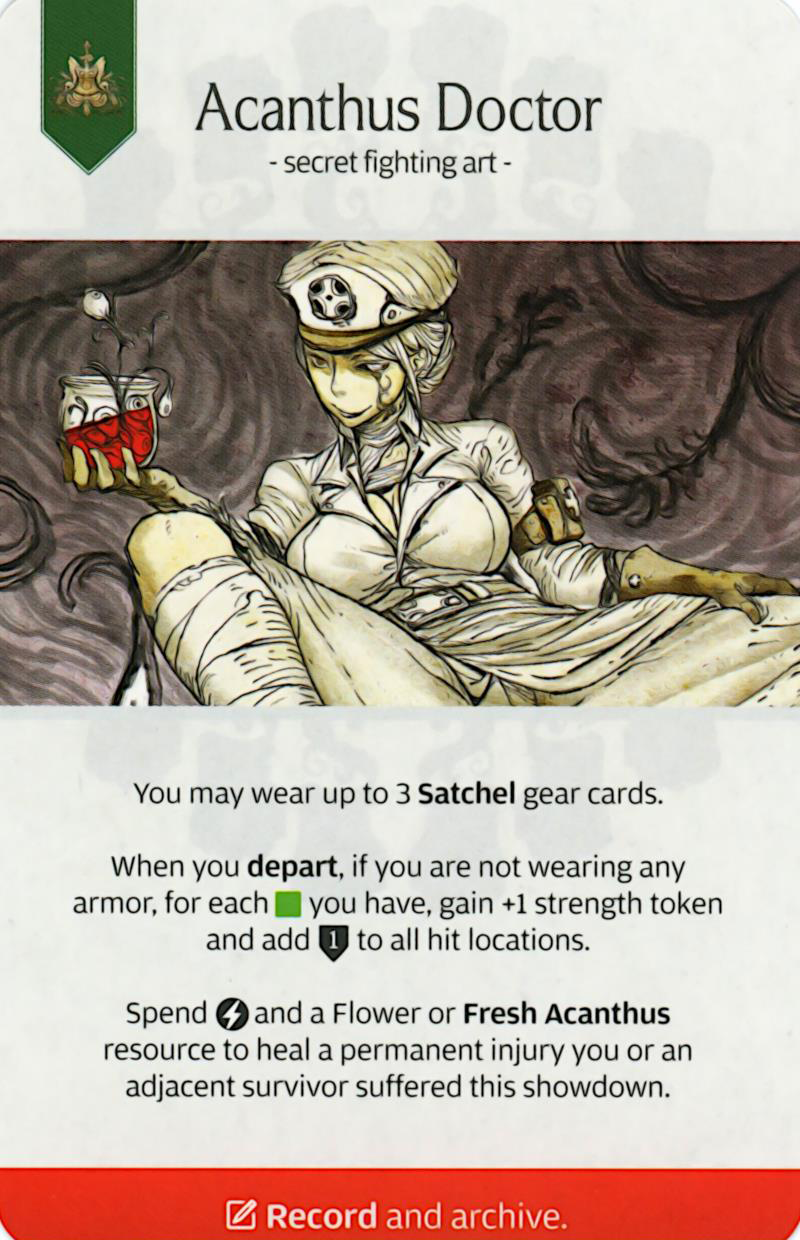 Acanthus Doctor
- secret fighting art -
You may wear up to 3 Satchel gear cards.
When you depart, if you are not wearing any
armor, for each you have, gain +1 strength token
and add 1 to all hit locations.
Spend and a Flower or Fresh Acanthus
resource to heal a permanent injury you or an
adjacent survivor suffered this showdown.
Record and archive.